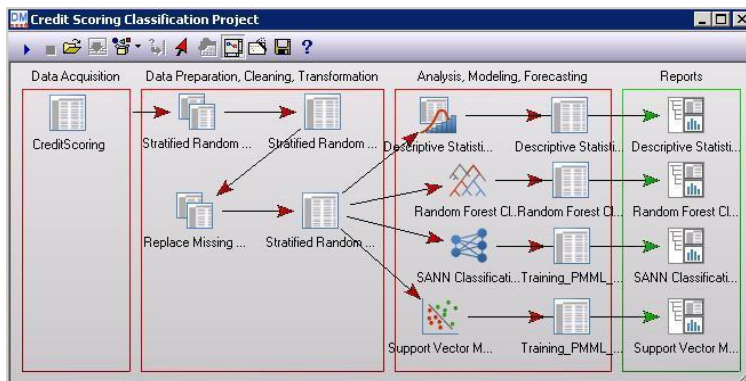 DM
Credit Scoring Classification Project
?
Data Acquisition
Data Preparation, Cleaning, Transformation
Analysis, Modeling, Forecasting
Reports
CreditScoring
Stratified Random ...
Stratified Random ...
Descriptive Statisti...
Descriptive Statisti...
Descriptive Statisti...
Random Forest Cl...
Random Forest Cl...
Random Forest Cl...
Replace Missing ...
Stratified Random ...
SANN Classificati...
Training_PMML_...
SANN Classificati...
Support Vector M...
Training_PMML_...
Support Vector M...